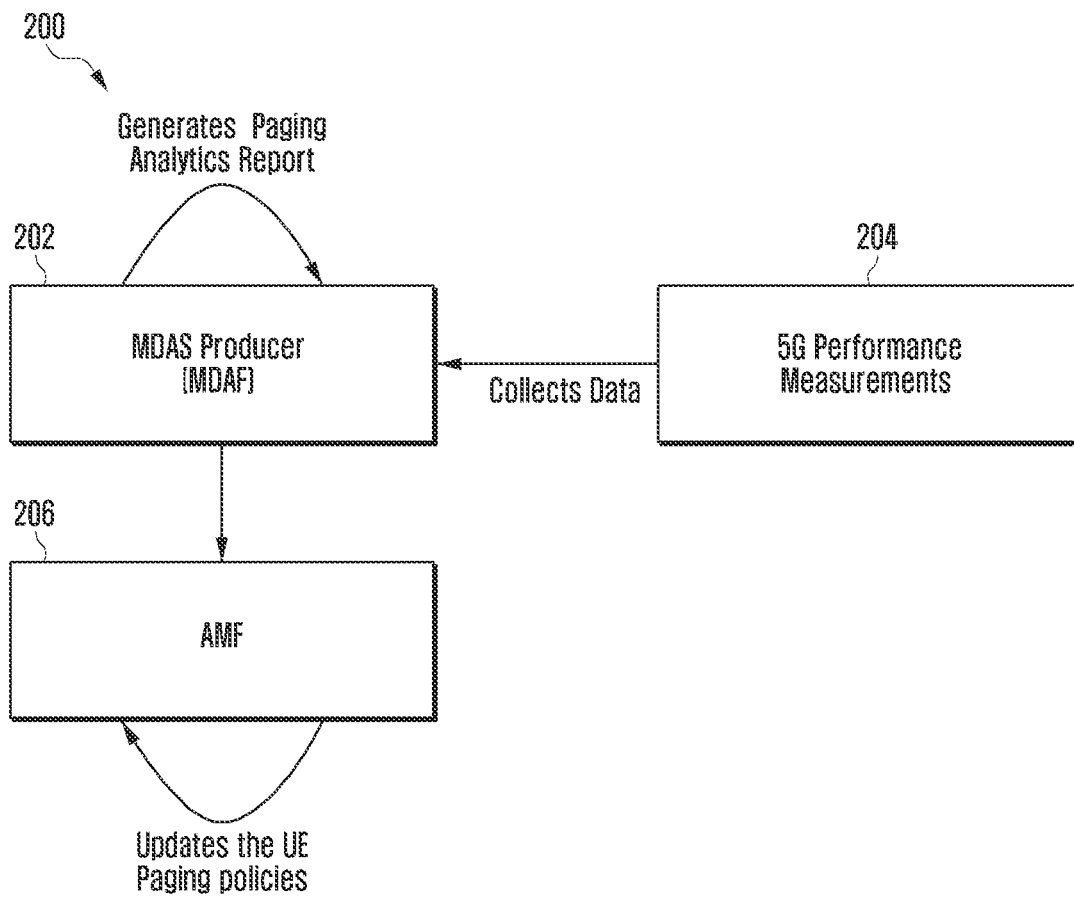 200
Generates Paging
Analytics Report
202
204
MDAS Producer
(MDAF)
5G Performance
Measurements
Collects Data
206
AMF
Updates the UE
Paging policies